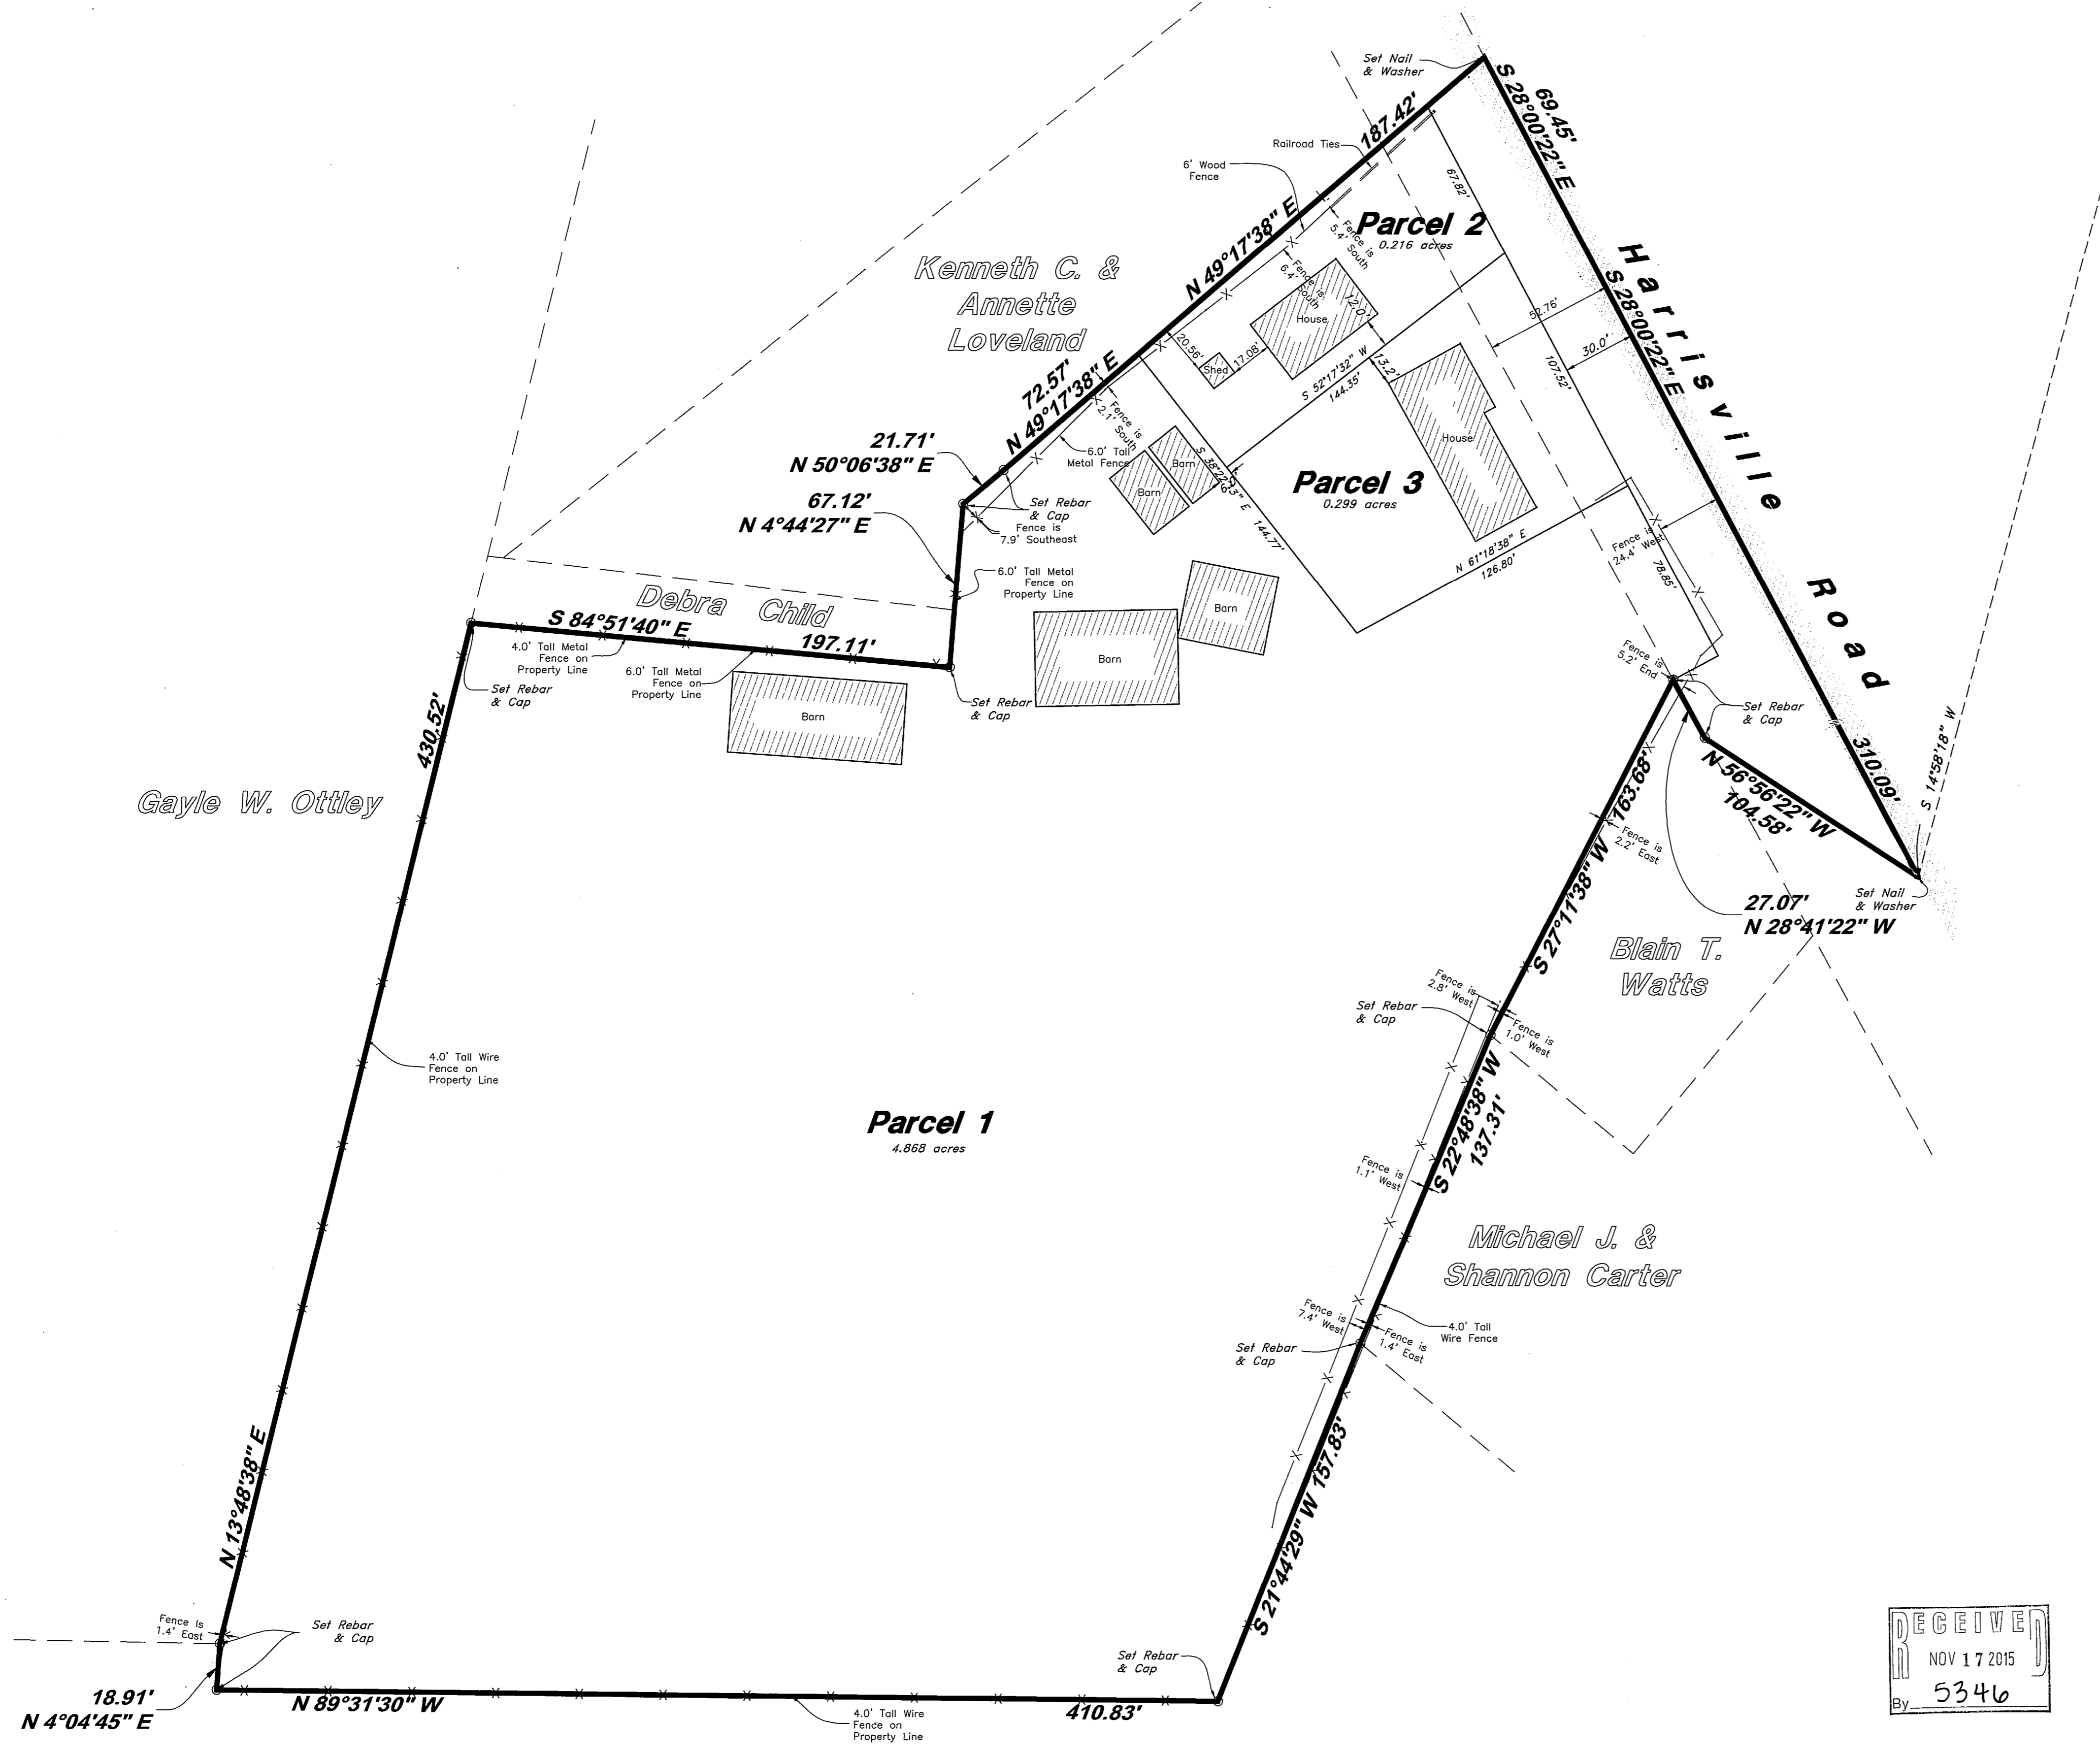 Set Nail
& Washer
69.45'
S 28°00'22" E
187.42'
Railroad Ties
6' Wood
Fence
67.82'
Parcel 2
0.216 acres
Fence is
5.4' South
N 49°17'38" E
Fence is
6.4' South
Kenneth C. &
Annette
Loveland
House
12.0'
20.56'
Shed
17.08'
52.76'
30.0'
S 28°00'22" E
Harrisville Road
107.52'
S 52°17'32" W
144.35'
13.2'
House
72.57'
N 49°17'38" E
Fence is
2.1' South
6.0' Tall
Metal Fence
Barn
Barn
144.77'
21.71'
N 50°06'38" E
67.12'
N 4°44'27" E
Set Rebar
& Cap
Fence is
7.9' Southeast
Parcel 3
0.299 acres
N 61°18'38" E
126.80'
Fence is
24.4' West
78.85'
6.0' Tall Metal
Fence on
Property Line
Debra Child
S 84°51'40" E
197.11'
4.0' Tall Metal
Fence on
Property Line
6.0' Tall Metal
Fence on
Property Line
Set Rebar
& Cap
Set Rebar
& Cap
Barn
Barn
Barn
Fence is
5.2' End
Set Rebar
& Cap
310.09'
S 14°58'18" W
N 56°56'22" W
104.58'
163.68'
S 27°11'38" W
Fence is
2.2' East
Set Nail
& Washer
27.07'
N 28°41'22" W
430.52'
Gayle W. Ottley
Blain T.
Watts
Fence is
2.8' West
Set Rebar
& Cap
Fence is
1.0' West
4.0' Tall Wire
Fence on
Property Line
S 22°48'38" W
137.31'
Parcel 1
4.868 acres
Fence is
1.1' West
Michael J. &
Shannon Carter
Fence is
7.4' West
4.0' Tall
Wire Fence
Fence is
1.4' East
Set Rebar
& Cap
N 13°48'38" E
S 21°44'29" W 157.83'
Fence Is
1.4' East
Set Rebar
& Cap
Set Rebar
& Cap
18.91'
N 4°04'45" E
N 89°31'30" W
4.0' Tall Wire
Fence on
Property Line
410.83'
RECEIVED
NOV 17 2015
By 5346